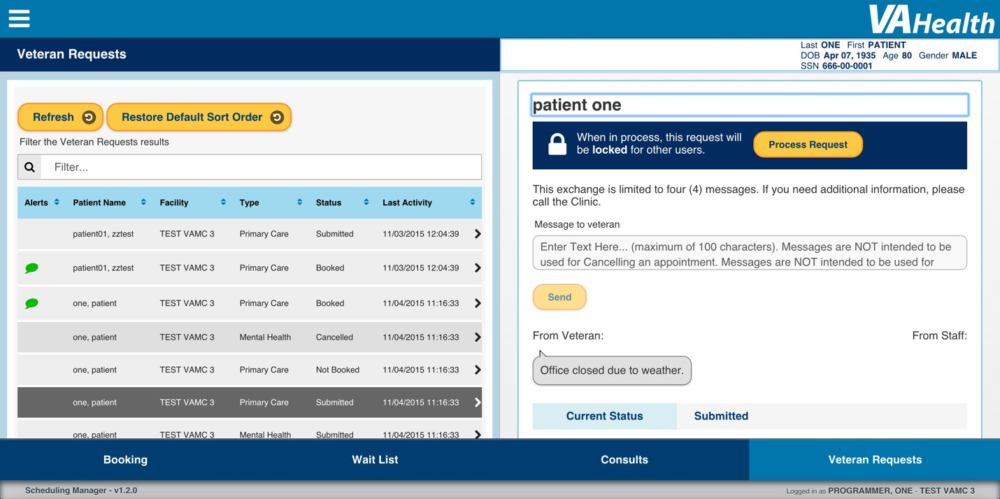 VA Health
Veteran Requests
Last ONE First PATIENT
DOB Apr 07, 1935 Age 80 Gender MALE
SSN 666-00-0001
Refresh
Restore Default Sort Order
Filter the Veteran Requests results
Filter...
Alerts Patient Name Facility Type Status Last Activity
patient01, zztest TEST VAMC 3 Primary Care Submitted 11/03/2015 12:04:39
patient01, zztest TEST VAMC 3 Primary Care Booked 11/03/2015 12:04:39
one, patient TEST VAMC 3 Primary Care Booked 11/04/2015 11:16:33
one, patient TEST VAMC 3 Mental Health Cancelled 11/04/2015 11:16:33
one, patient TEST VAMC 3 Primary Care Not Booked 11/04/2015 11:16:33
one, patient TEST VAMC 3 Primary Care Submitted 11/04/2015 11:16:33
one, patient TEST VAMC 3 Mental Health Submitted 11/04/2015 11:16:33
patient one
When in process, this request will
be locked for other users.
Process Request
This exchange is limited to four (4) messages. If you need additional information, please
call the Clinic.
Message to veteran
Enter Text Here... (maximum of 100 characters). Messages are NOT intended to be
used for Cancelling an appointment. Messages are NOT intended to be used for
Send
From Veteran: From Staff:
Office closed due to weather.
Current Status Submitted
Booking Wait List Consults Veteran Requests
Scheduling Manager - v1.2.0
Logged in as PROGRAMMER, ONE - TEST VAMC 3